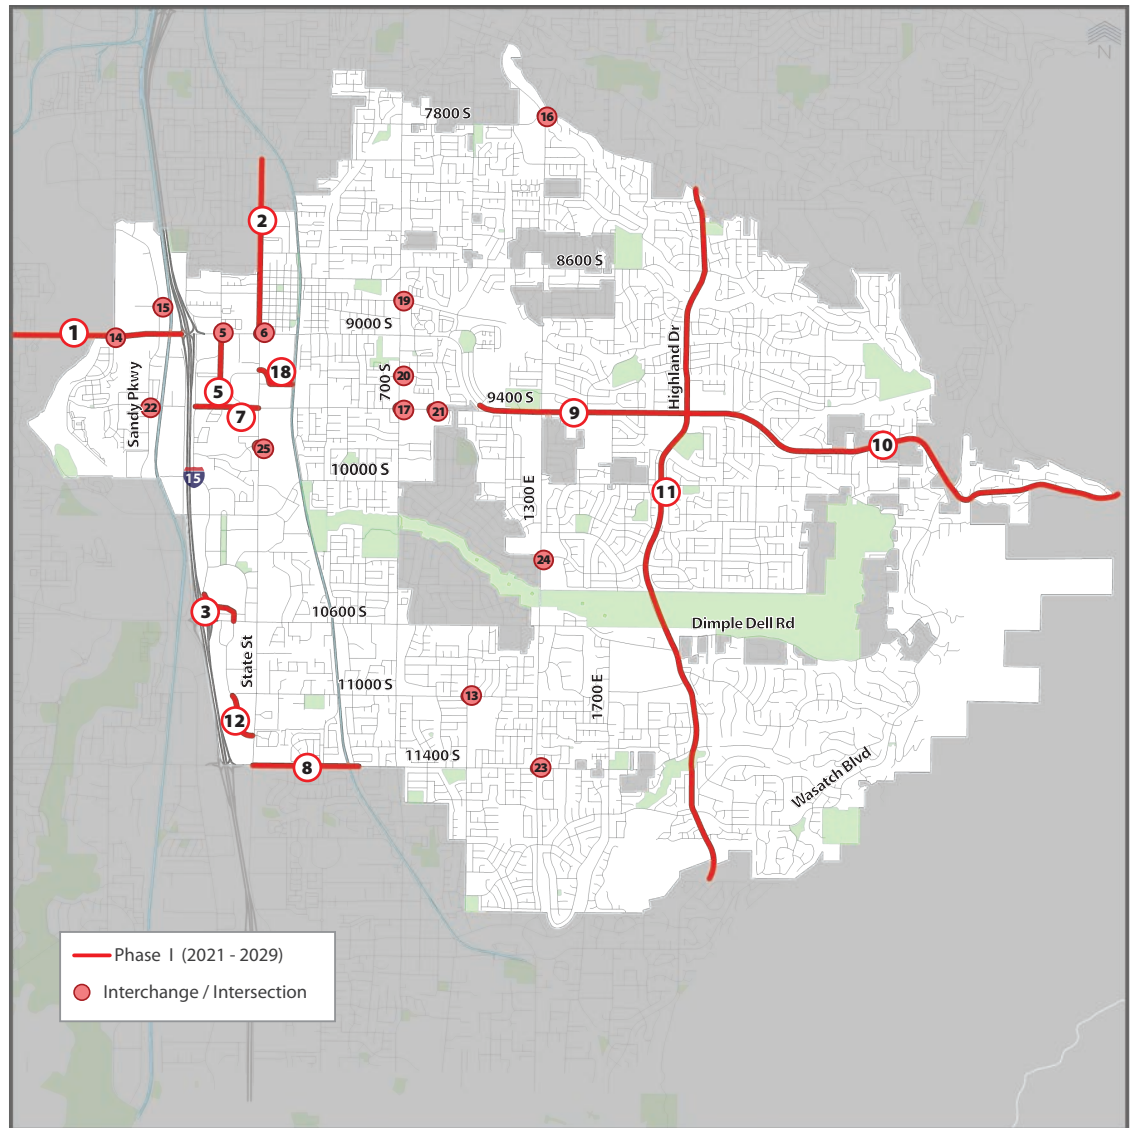 N
7800 S
16
2
8600 S
15
19
9000 S
1
14
5
6
Highland Dr
18
700 S
20
5
Sandy Pkwy
22
7
17
21
9400 S
9
25
10
10000 S
15
1300 E
11
24
3
10600 S
Dimple Dell Rd
State St
11000 S
13
1700 E
12
11400 S
8
23
Wasatch Blvd
Phase I (2021 - 2029)
Interchange / Intersection